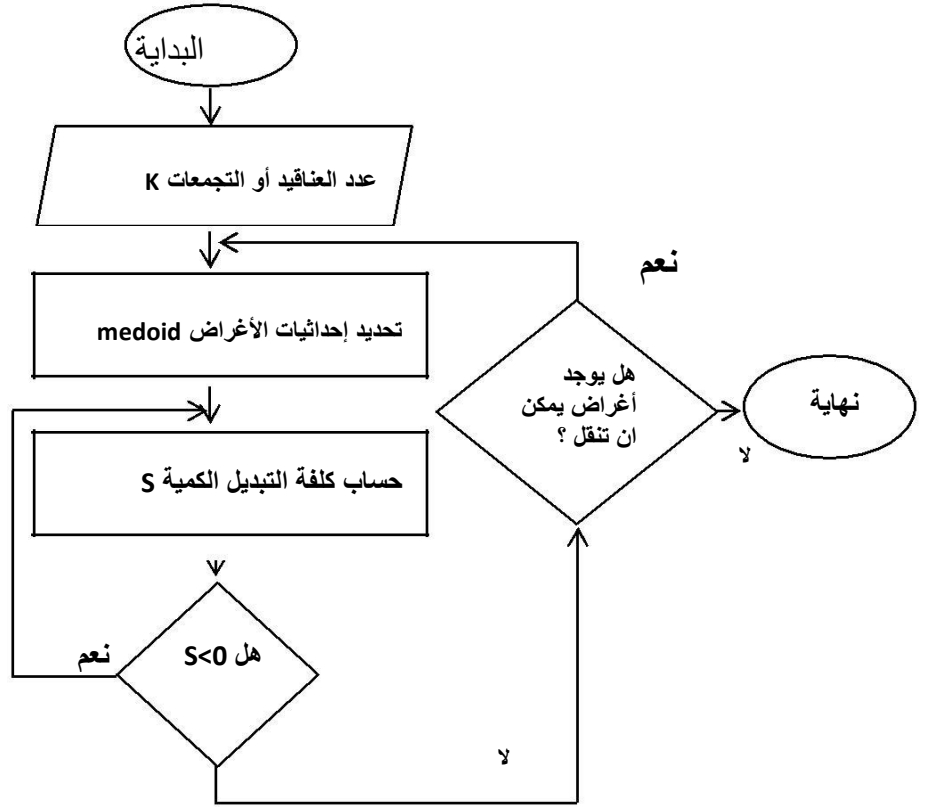 البداية
عدد العناقيد أو التجمعات K
نعم
تحديد إحداثيات الأغراض medoid
هل يوجد
أغراض يمكن
ان تنقل ؟
نهاية
لا
حساب كلفة التبديل الكمية S
هل S<0
نعم
لا